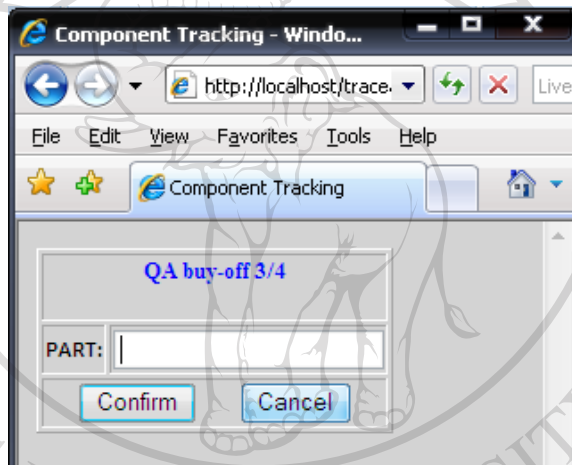 Component Tracking - Windo...
http://localhost/trace.
Live
File Edit View Favorites Tools Help
Component Tracking
QA buy-off 3/4
PART:
Confirm Cancel